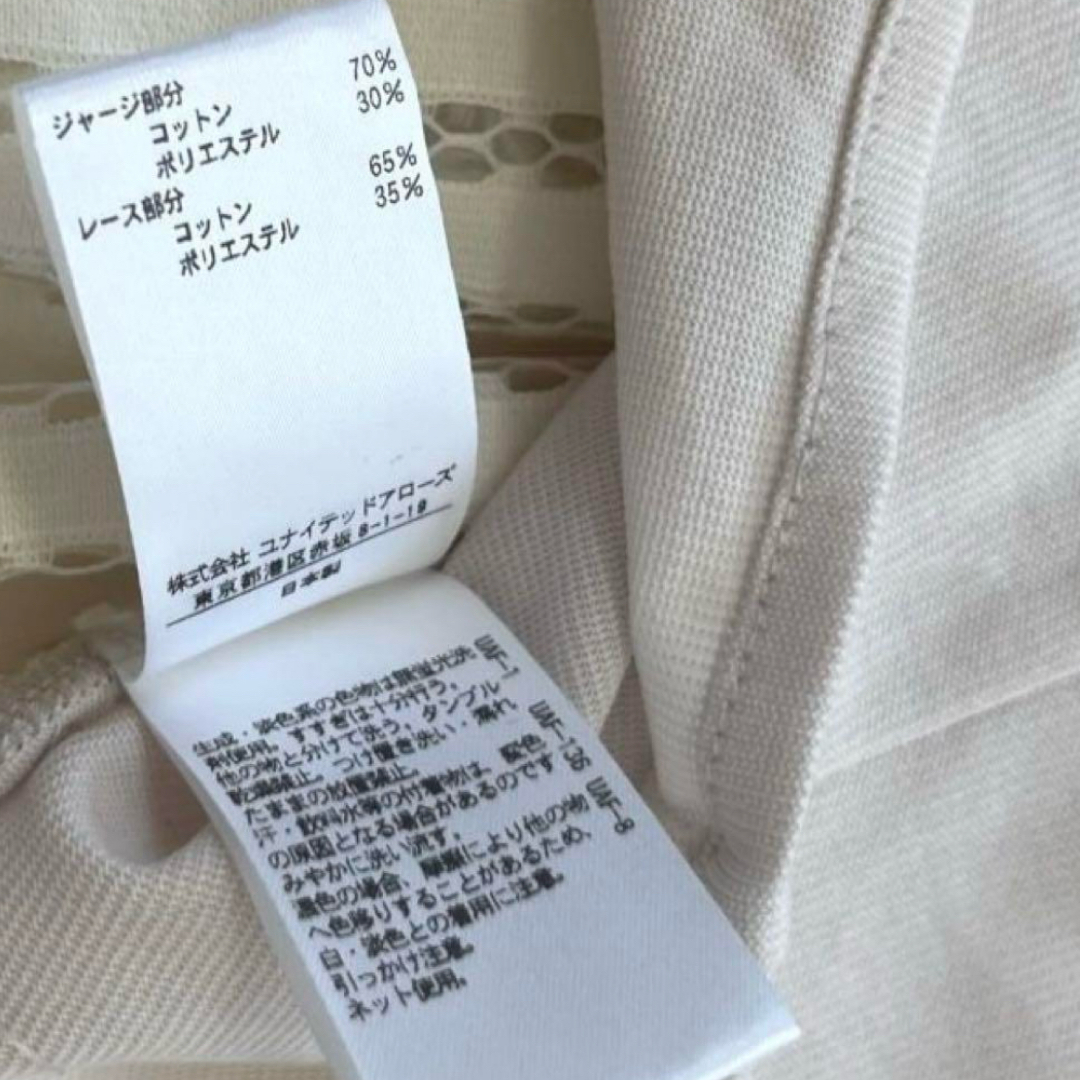 ジャージ部分
コットン 70%
ポリエステル 30%
レース部分
コットン 65%
ポリエステル 35%
株式会社 ユナイテッドアローズ
東京都港区赤坂 8-1-19
日本製
生成・淡色系の色物は無蛍光洗
剤使用。すすぎは十分行う。
他の物と分けて洗う。タンブル
乾燥禁止。つけ置き洗い・濡れ
たままの放置禁止。
汗・飲料水等の付着物は、変色
の原因となる場合があるのです
みやかに洗い流す。
濃色の場合、摩擦により他の物
へ色移りすることがあるため、
白・淡色との着用に注意。
引っかけ注意。
ネット使用。